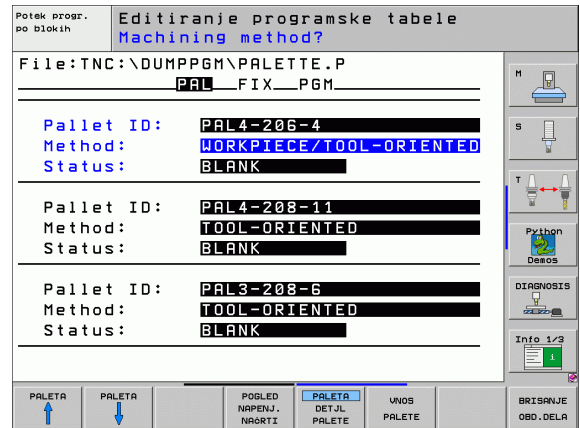 Potek progr.
po blokih
Editiranje programske tabele
Machining method?
File:TNC:\DUMPPGM\PALETTE.P
PAL FIX PGM
Pallet ID: PAL4-206-4
Method: WORKPIECE/TOOL-ORIENTED
Status: BLANK
Pallet ID: PAL4-208-11
Method: TOOL-ORIENTED
Status: BLANK
Pallet ID: PAL3-208-6
Method: TOOL-ORIENTED
Status: BLANK
M
S
T
Python
Demos
DIAGNOSIS
Info 1/3
i
PALETA
PALETA
POGLED
NAPENJ.
NAČRTI
PALETA
DETJL
PALETE
VNOS
PALETE
BRISANJE
OBD.DELA